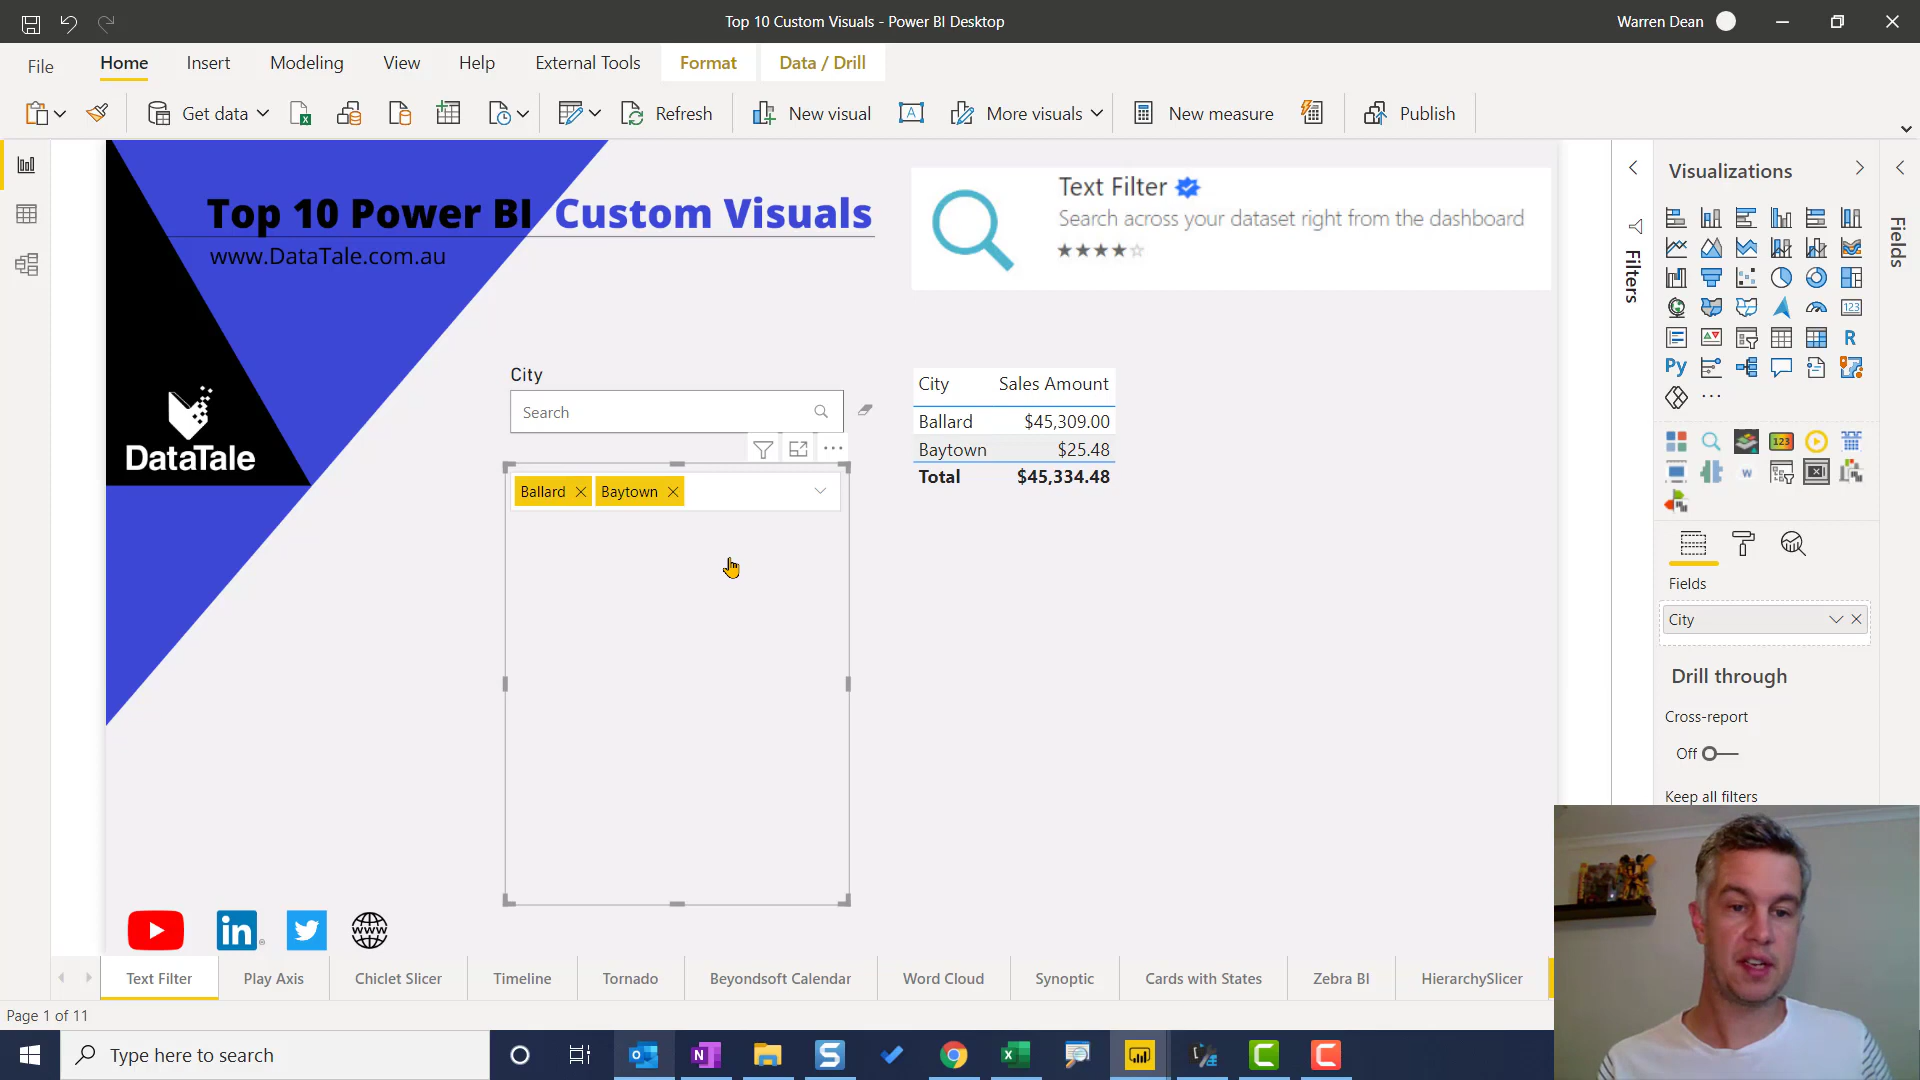 Top 10 Custom Visuals - Power BI Desktop
Warren Dean
File
Home
Insert
Modeling
View
Help
External Tools
Format
Data / Drill
Get data
Refresh
New visual
More visuals
New measure
Publish
Top 10 Power BI Custom Visuals
www.DataTale.com.au
DataTale
Text Filter
Search across your dataset right from the dashboard
City
Search
Ballard
Baytown
City Sales Amount
Ballard $45,309.00
Baytown $25.48
Total $45,334.48
Filters
Visualizations
Fields
123
R
Py
123
W
Fields
City
Drill through
Cross-report
Off
Keep all filters
in
WWW
Text Filter
Play Axis
Chiclet Slicer
Timeline
Tornado
Beyondsoft Calendar
Word Cloud
Synoptic
Cards with States
Zebra BI
HierarchySlicer
Page 1 of 11
Type here to search